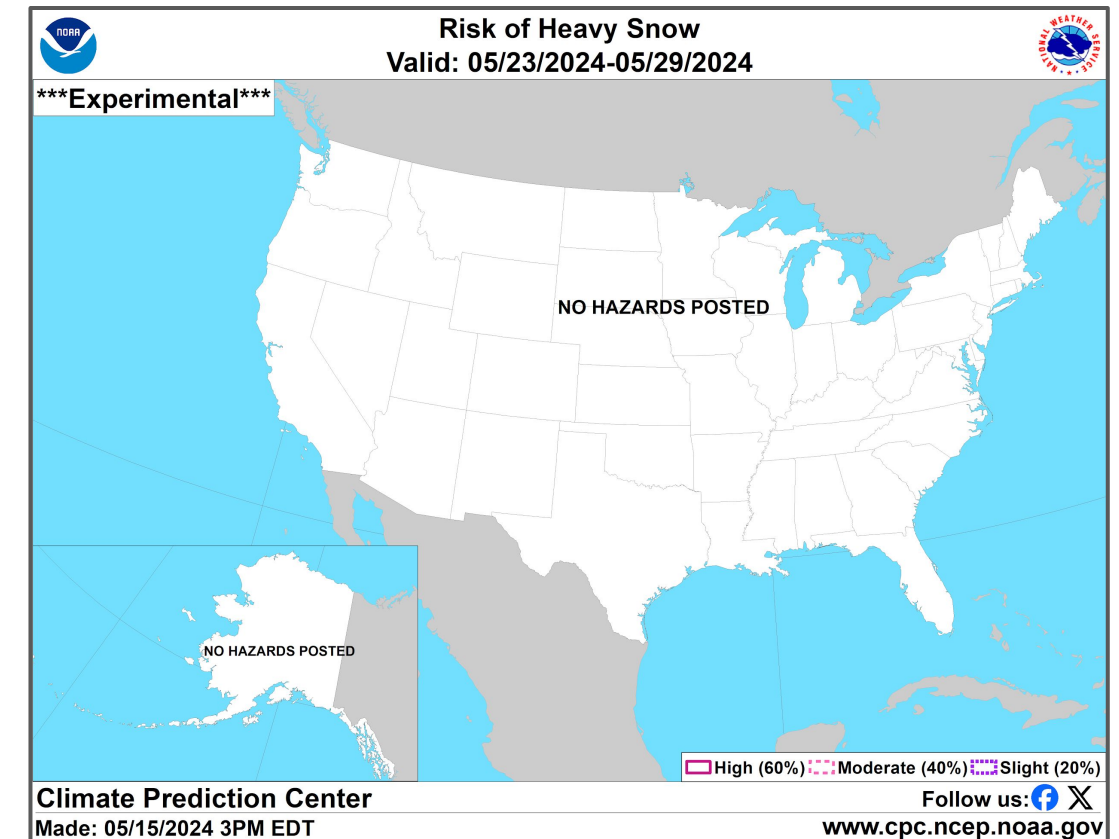 NOAA
Risk of Heavy Snow
Valid: 05/23/2024-05/29/2024
NATIONAL WEATHER SERVICE
***Experimental***
NO HAZARDS POSTED
NO HAZARDS POSTED
High (60%) Moderate (40%) Slight (20%)
Climate Prediction Center
Follow us:
Made: 05/15/2024 3PM EDT
www.cpc.ncep.noaa.gov